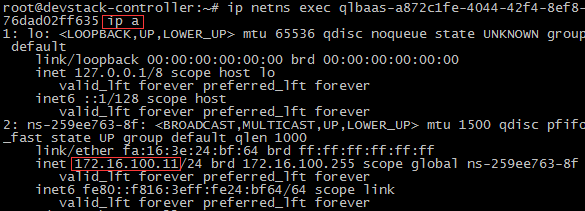 root@devstack-controller:~# ip netns exec qlbaas-a872c1fe-4044-42f4-8ef8-
76dad02ff635 ip a
1: lo: <LOOPBACK,UP,LOWER_UP> mtu 65536 qdisc noqueue state UNKNOWN group
default
link/loopback 00:00:00:00:00:00 brd 00:00:00:00:00:00
inet 127.0.0.1/8 scope host lo
valid_lft forever preferred_lft forever
inet6 ::1/128 scope host
valid_lft forever preferred_lft forever
2: ns-259ee763-8f: <BROADCAST,MULTICAST,UP,LOWER_UP> mtu 1500 qdisc pfifo
_fast state UP group default qlen 1000
link/ether fa:16:3e:24:bf:64 brd ff:ff:ff:ff:ff:ff
inet 172.16.100.11/24 brd 172.16.100.255 scope global ns-259ee763-8f
valid_lft forever preferred_lft forever
inet6 fe80::f816:3eff:fe24:bf64/64 scope link
valid_lft forever preferred_lft forever